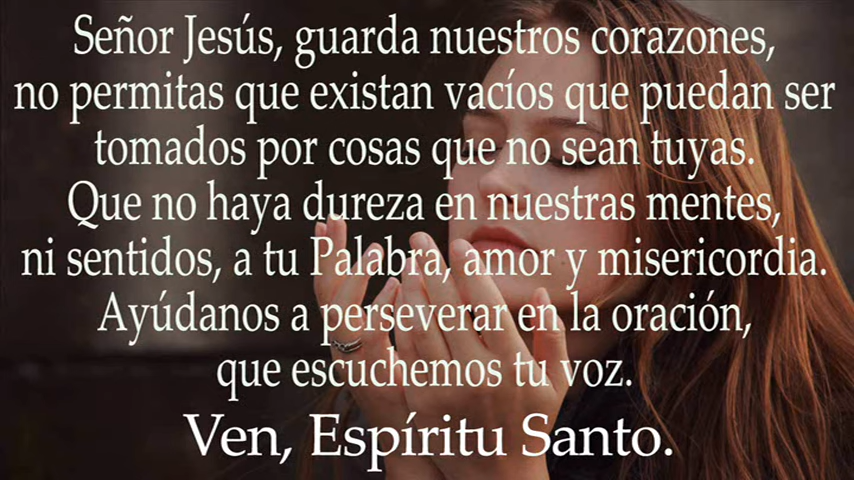 Señor Jesús, guarda nuestros corazones,
no permitas que existan vacíos que puedan ser
tomados por cosas que no sean tuyas.
Que no haya dureza en nuestras mentes,
ni sentidos, a tu Palabra, amor y misericordia.
Ayúdanos a perseverar en la oración,
que escuchemos tu voz.
Ven, Espíritu Santo.